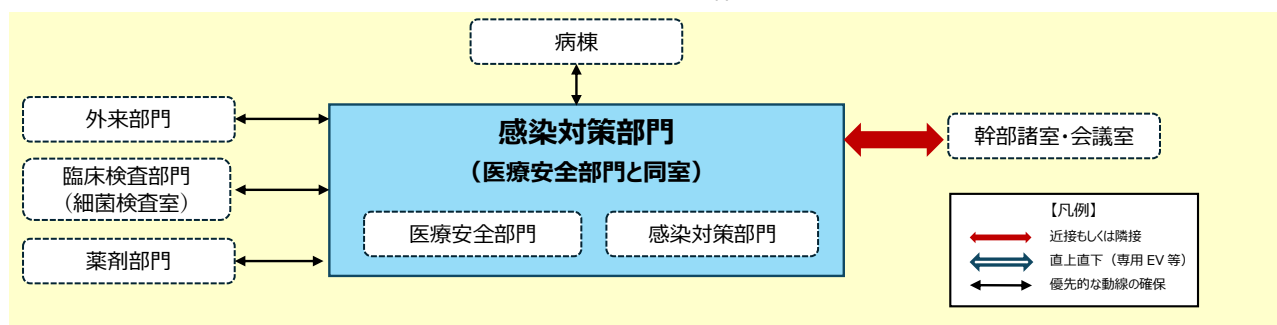 病棟
外来部門
感染対策部門
（医療安全部門と同室）
幹部諸室・会議室
臨床検査部門
（細菌検査室）
医療安全部門
感染対策部門
薬剤部門
【凡例】
近接もしくは隣接
直上直下（専用 EV 等）
優先的な動線の確保